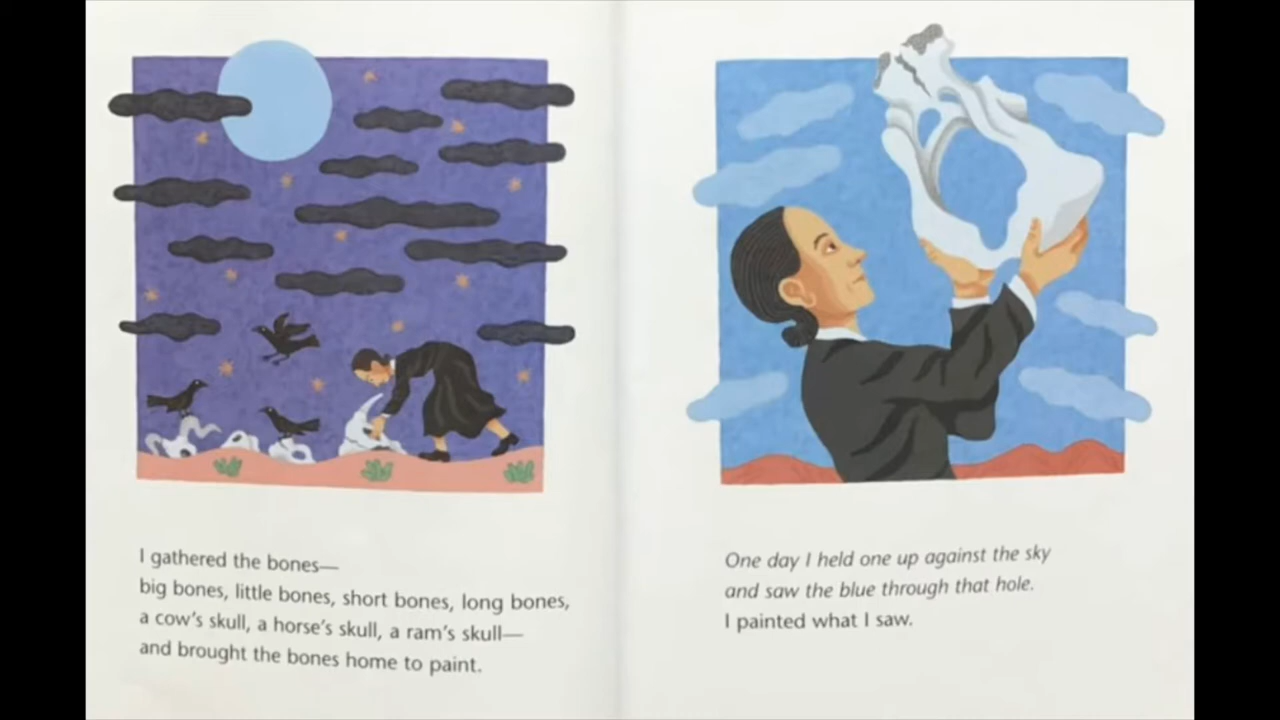 I gathered the bones—
big bones, little bones, short bones, long bones,
a cow's skull, a horse's skull, a ram's skull—
and brought the bones home to paint.
One day I held one up against the sky
and saw the blue through that hole.
I painted what I saw.